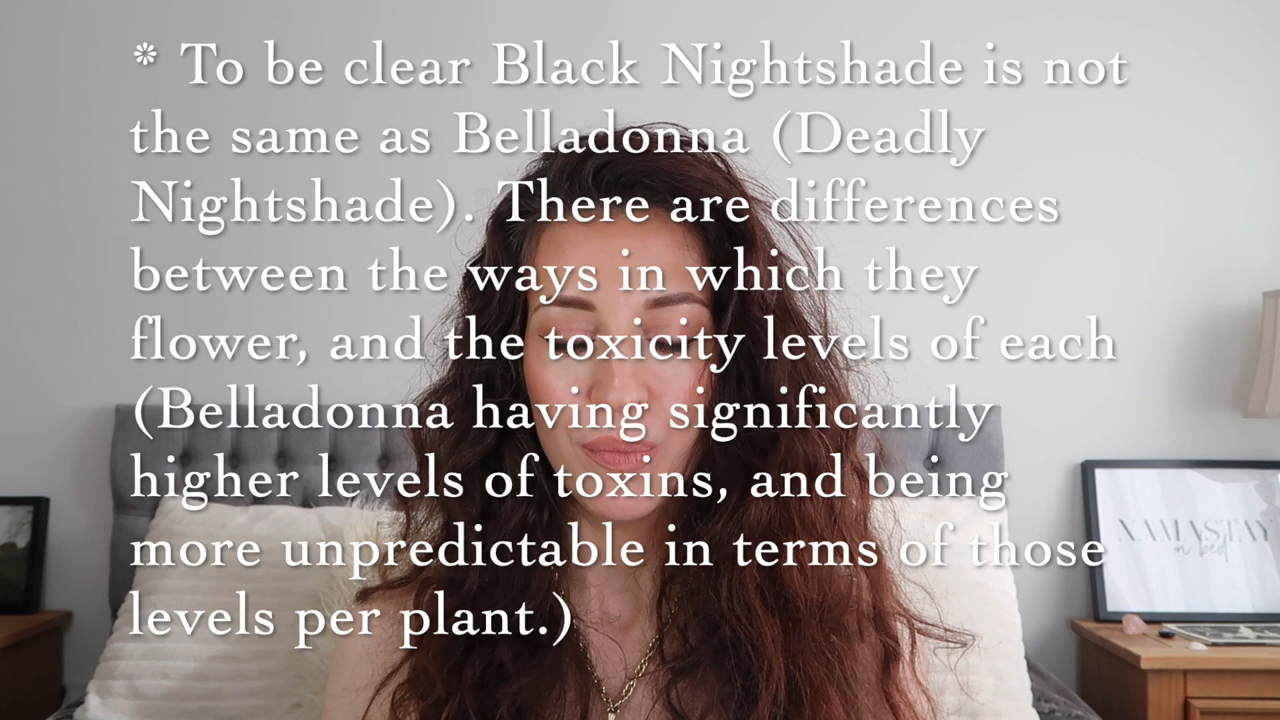 * To be clear Black Nightshade is not
the same as Belladonna (Deadly
Nightshade). There are differences
between the ways in which they
flower, and the toxicity levels of each
(Belladonna having significantly
higher levels of toxins, and being
more unpredictable in terms of those
levels per plant.)
NAMASTAY
in bed